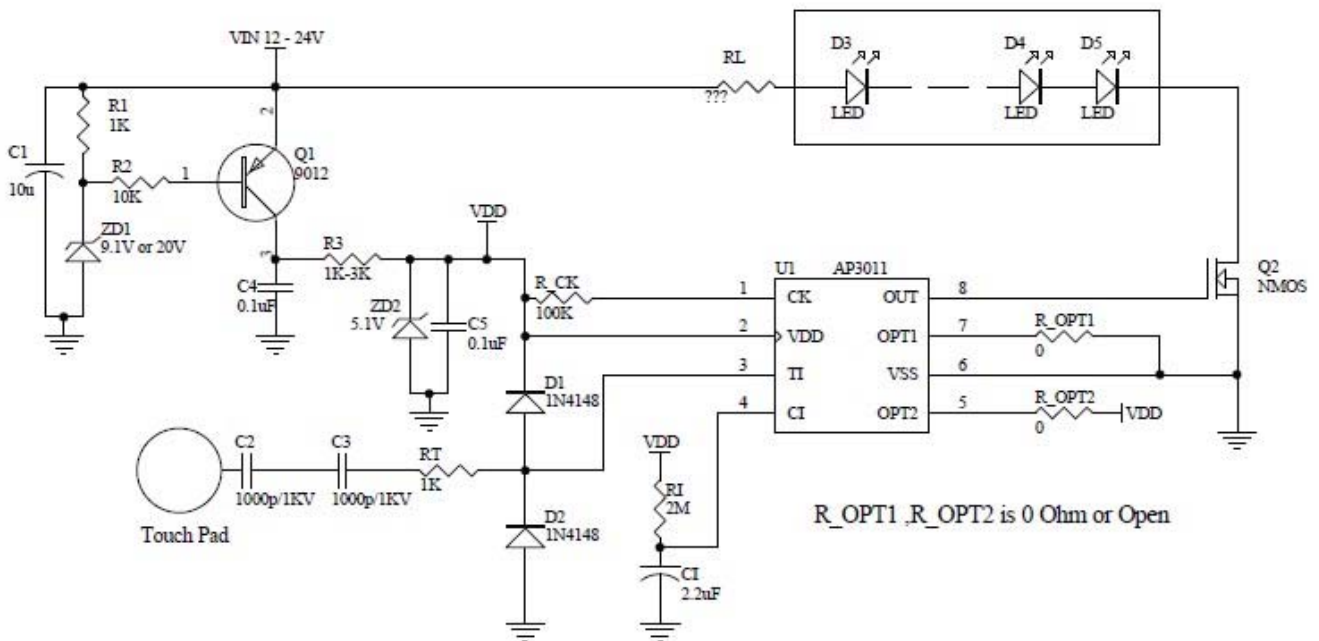 VIN 12 - 24V
R1
1K
C1
10u
R2
10K
1
2
3
Q1
9012
ZD1
9.1V or 20V
C4
0.1uF
R3
1K-3K
VDD
ZD2
5.1V
C5
0.1uF
R_CK
100K
D1
1N4148
D2
1N4148
Touch Pad
C2
1000p/1KV
C3
1000p/1KV
RT
1K
VDD
RI
2M
CI
2.2uF
RL
???
D3
LED
D4
LED
D5
LED
U1 AP3011
1 CK OUT 8
2 VDD OPT1 7
3 TI VSS 6
4 CI OPT2 5
R_OPT1
0
R_OPT2
0
VDD
Q2
NMOS
R_OPT1 ,R_OPT2 is 0 Ohm or Open